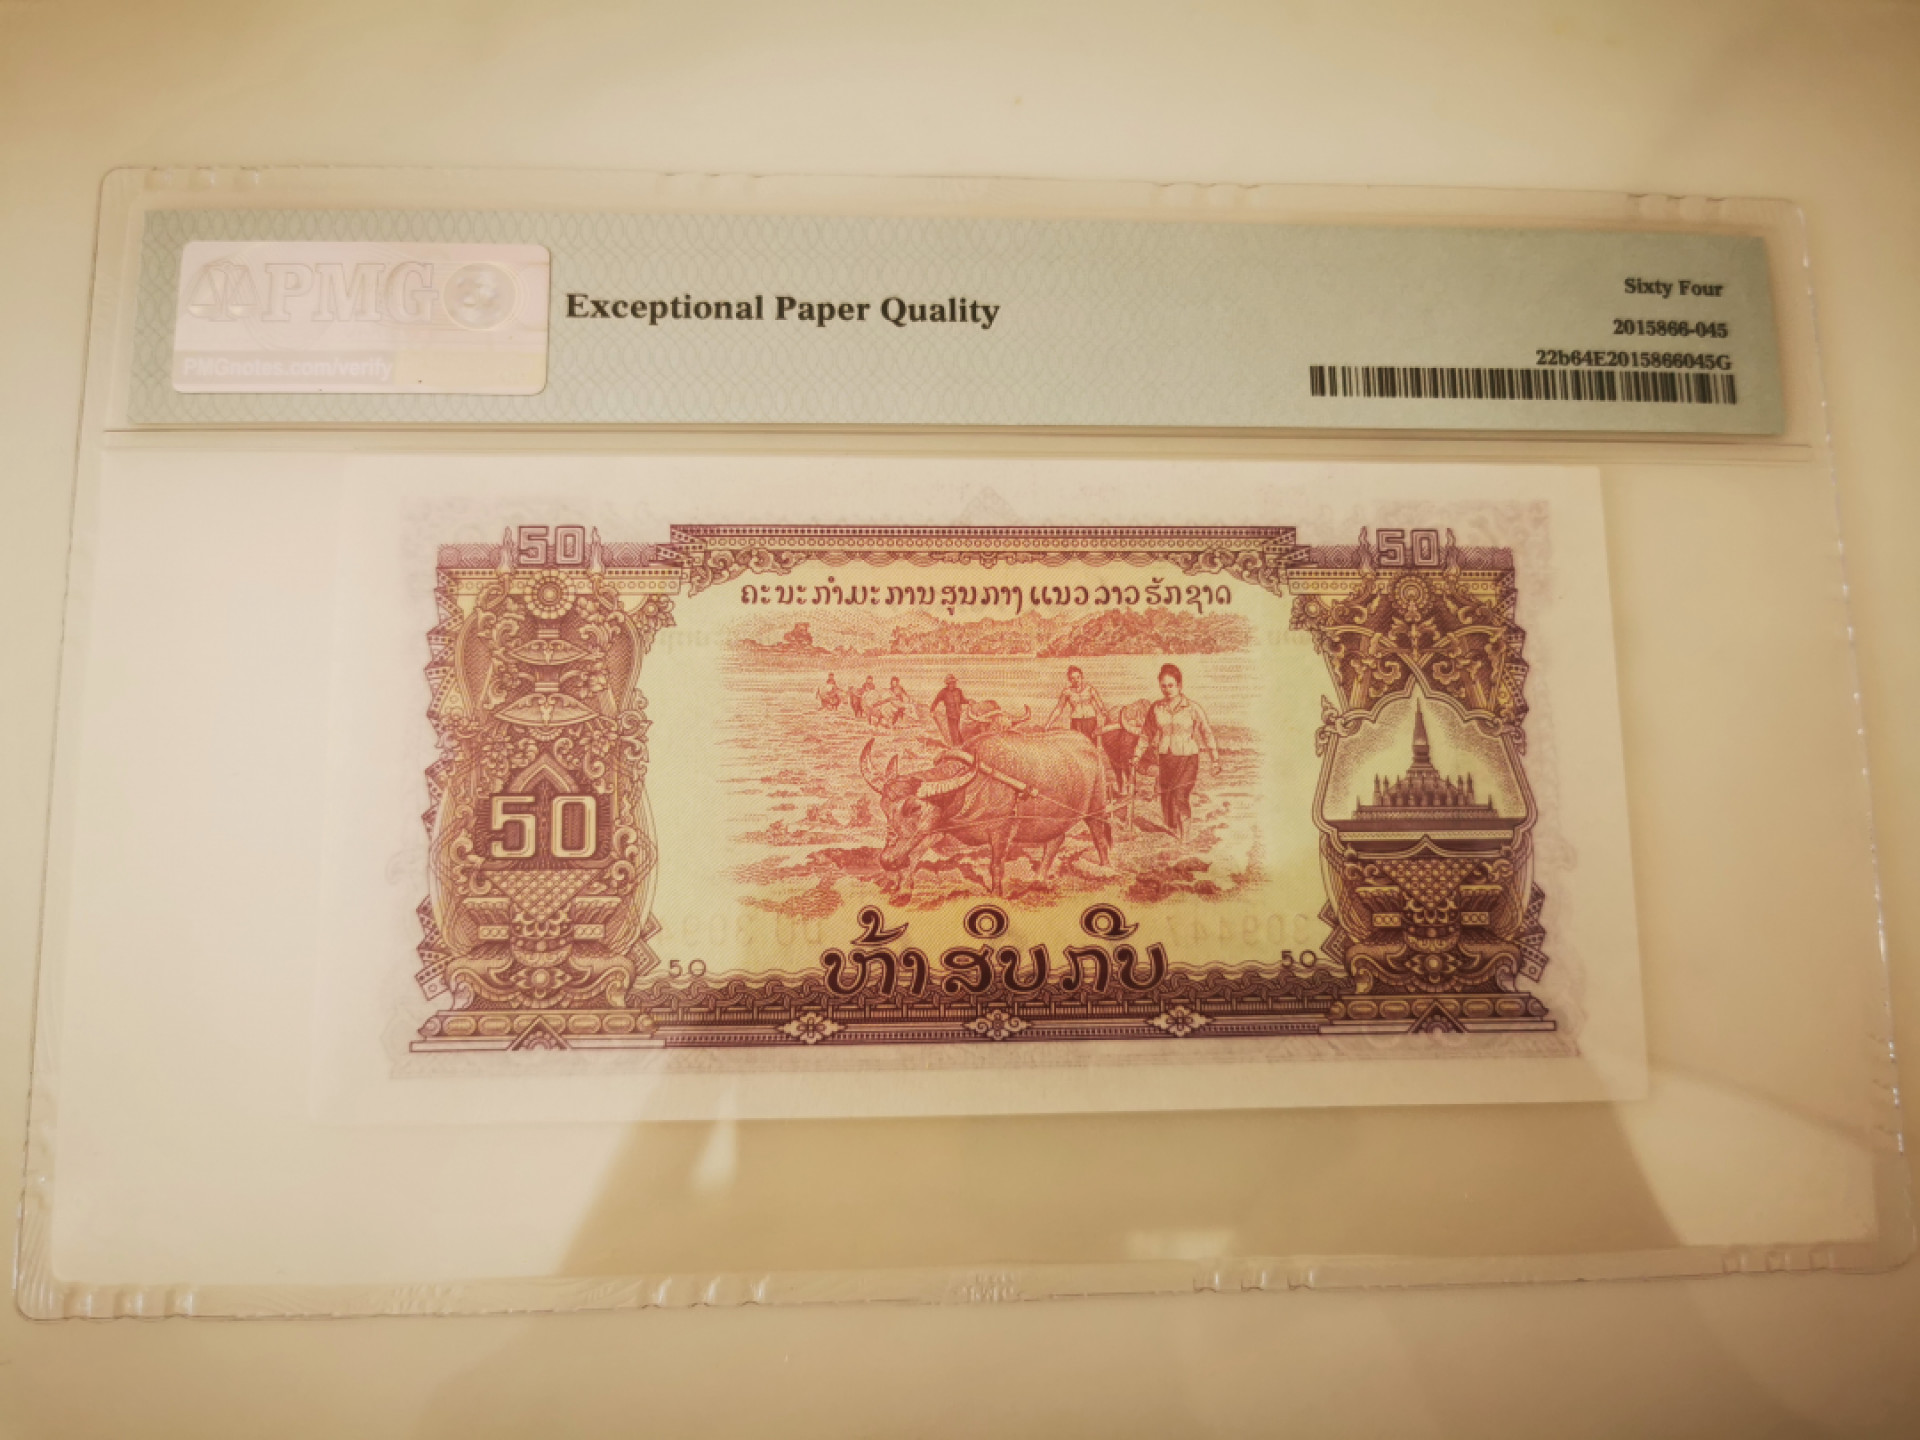 PMG
PMGnotes.com/verify
Exceptional Paper Quality
Sixty Four
2015866-045
22b64E2015866045G
50
50
ຄະນະກຳມະການສູນກາງແນວລາວຮັກຊາດ
50
50
ຫ້າສິບກີບ
50